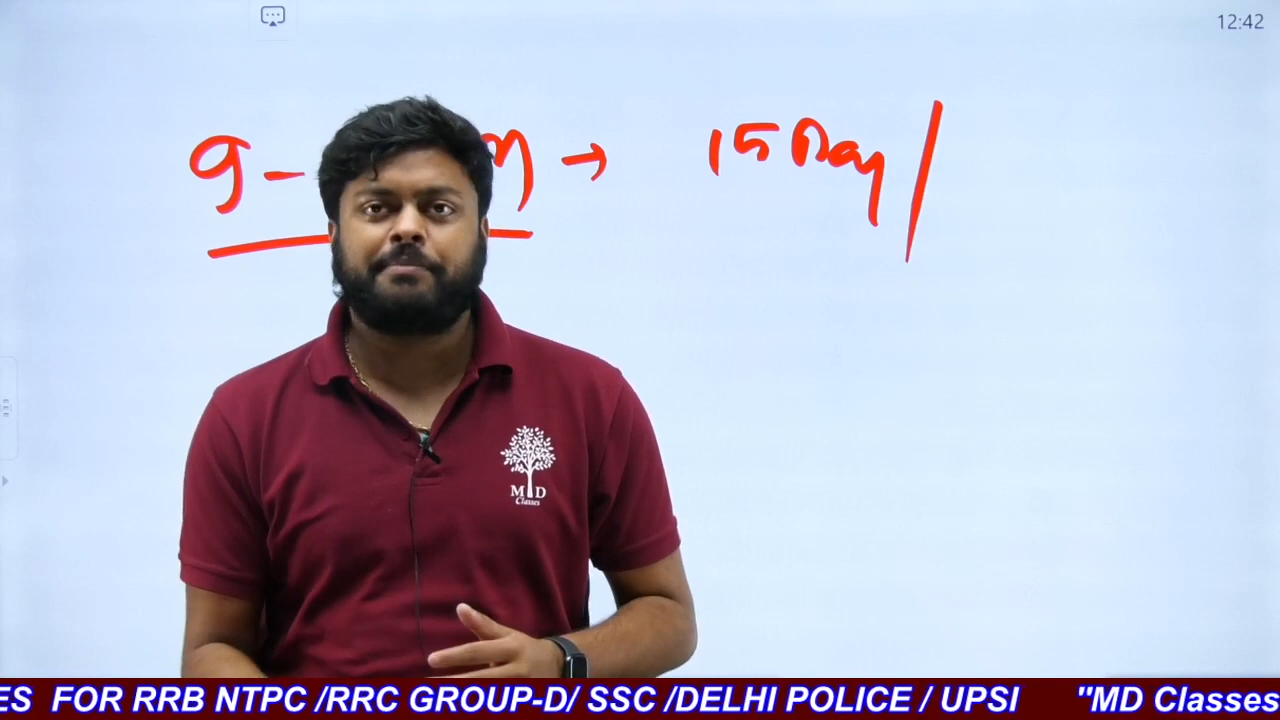 12:42
9 - m → 15 Day /
MD
Classes
ES FOR RRB NTPC /RRC GROUP-D/ SSC /DELHI POLICE / UPSI "MD Classes